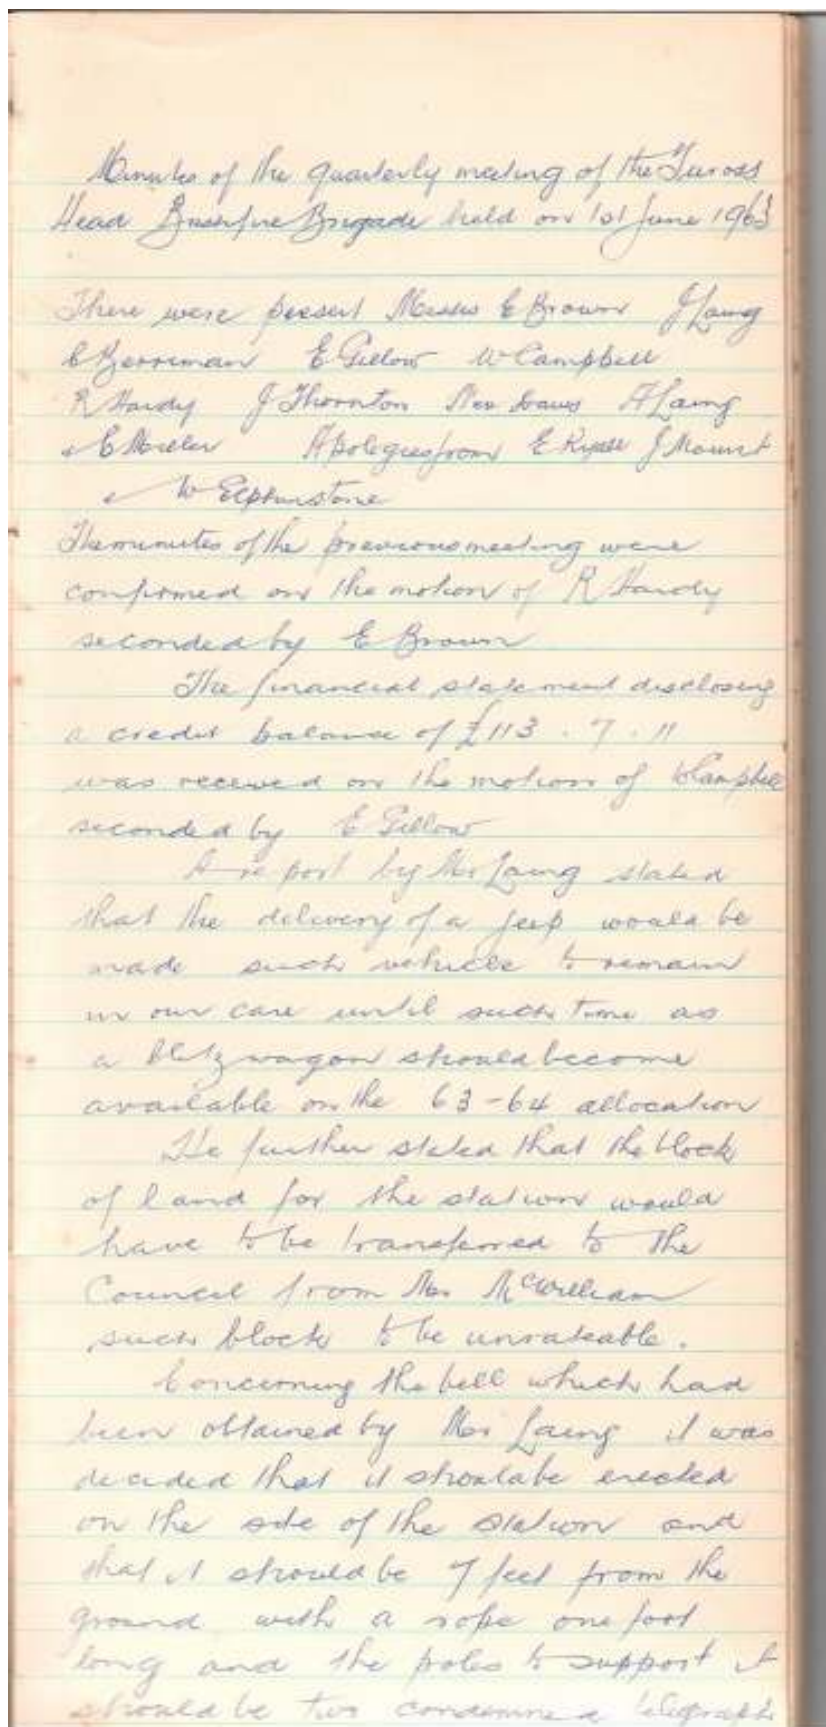 Minutes of the quarterly meeting of the Tuross
Head Bushfire Brigade held on 1st June 1963
There were present Messrs E Brown J Laing
C Berriman E Gillow W Campbell
R Hardy J Thornton Nev Davis A Laing
& C Miller Apologies from E Rysse J Mount
& W Elphinstone
The minutes of the previous meeting were
confirmed on the motion of R Hardy
seconded by E Brown
The financial statement disclosing
a credit balance of £113 . 7 . 11
was received on the motion of W Campbell
seconded by E Gillow
A report by Mr Laing stated
that the delivery of a jeep would be
made such vehicle to remain
in our care until such time as
a blitz wagon should become
available on the 63-64 allocation
He further stated that the block
of land for the station would
have to be transferred to the
Council from Mr McWilliam
such block to be unrateable.
Concerning the bell which had
been obtained by Mr Laing it was
decided that it should be erected
on the side of the station and
that it should be 7 feet from the
ground with a rope one foot
long and the poles to support it
should be two condemned telegraph